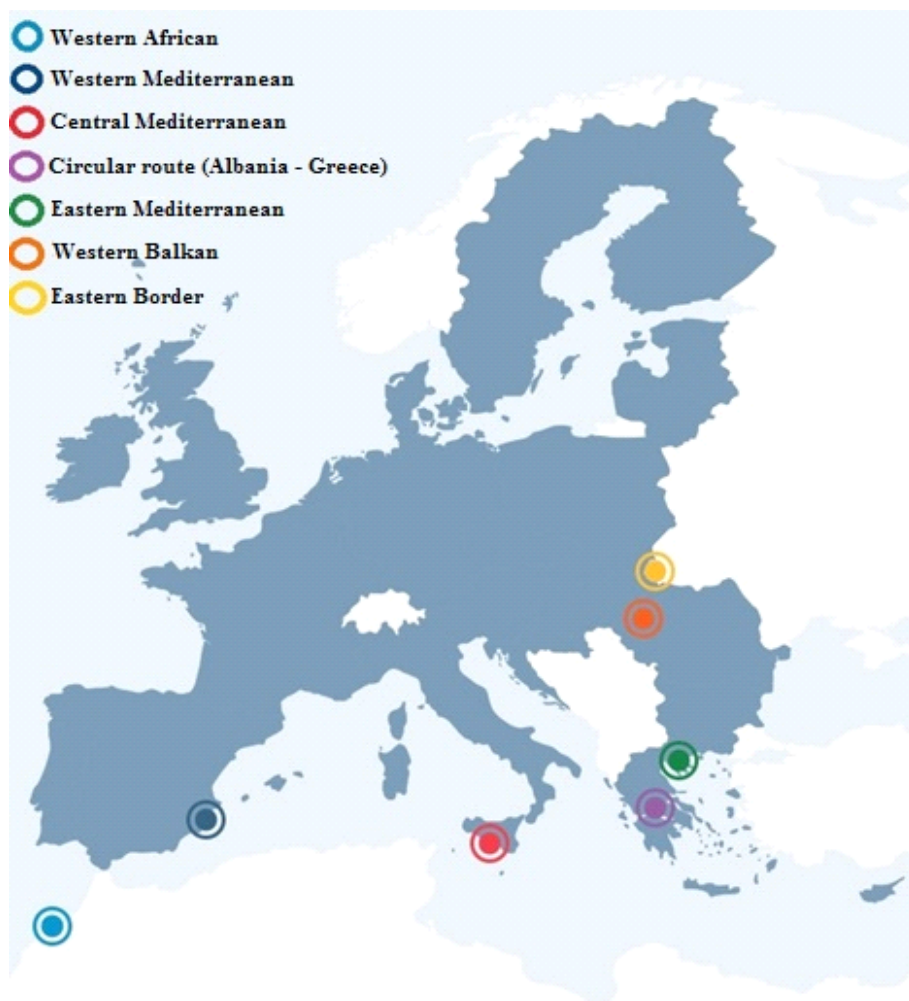 Western African
Western Mediterranean
Central Mediterranean
Circular route (Albania - Greece)
Eastern Mediterranean
Western Balkan
Eastern Border